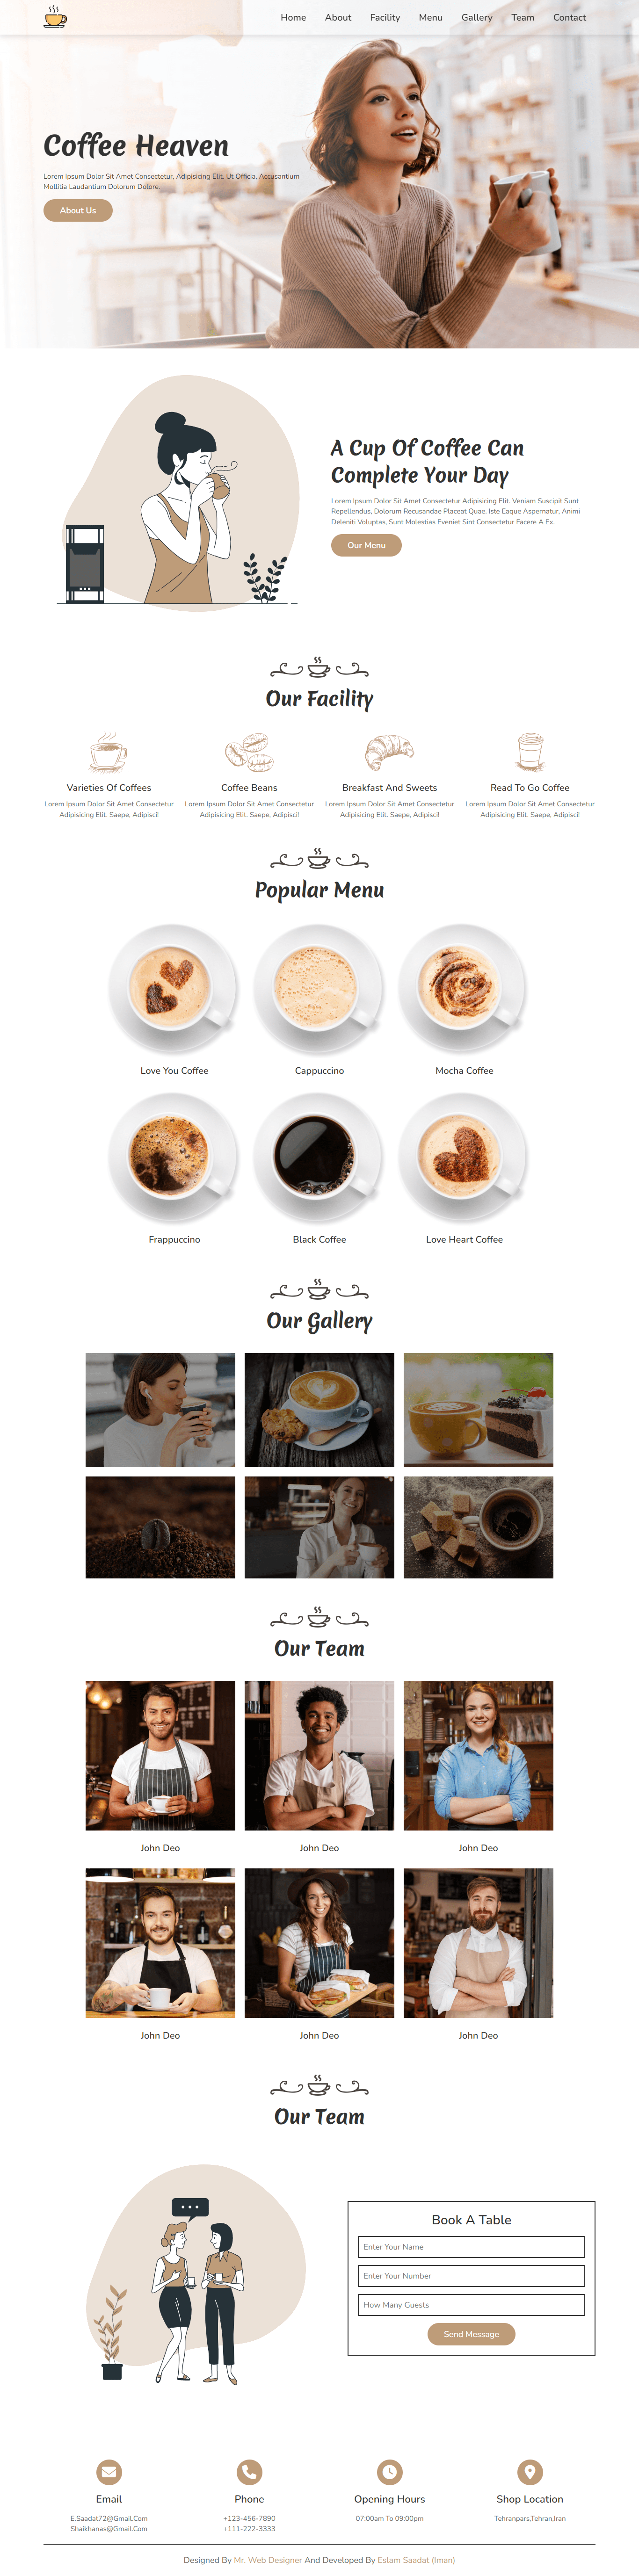 Home About Facility Menu Gallery Team Contact
Coffee Heaven
Lorem Ipsum Dolor Sit Amet Consectetur, Adipisicing Elit. Ut Officia, Accusantium
Mollitia Laudantium Dolorum Dolore.
About Us
A Cup Of Coffee Can
Complete Your Day
Lorem Ipsum Dolor Sit Amet Consectetur Adipisicing Elit. Veniam Suscipit Sunt
Repellendus, Dolorum Recusandae Placeat Quae. Iste Eaque Aspernatur, Animi
Deleniti Voluptas, Sunt Molestias Eveniet Sint Consectetur Facere A Ex.
Our Menu
Our Facility
Varieties Of Coffees
Lorem Ipsum Dolor Sit Amet Consectetur
Adipisicing Elit. Saepe, Adipisci!
Coffee Beans
Lorem Ipsum Dolor Sit Amet Consectetur
Adipisicing Elit. Saepe, Adipisci!
Breakfast And Sweets
Lorem Ipsum Dolor Sit Amet Consectetur
Adipisicing Elit. Saepe, Adipisci!
Read To Go Coffee
Lorem Ipsum Dolor Sit Amet Consectetur
Adipisicing Elit. Saepe, Adipisci!
Popular Menu
Love You Coffee
Cappuccino
Mocha Coffee
Frappuccino
Black Coffee
Love Heart Coffee
Our Gallery
Our Team
John Deo
John Deo
John Deo
John Deo
John Deo
John Deo
Our Team
Book A Table
Enter Your Name
Enter Your Number
How Many Guests
Send Message
Email
E.Saadat72@Gmail.Com
Shaikhanas@Gmail.Com
Phone
+123-456-7890
+111-222-3333
Opening Hours
07:00am To 09:00pm
Shop Location
Tehranpars,Tehran,Iran
Designed By Mr. Web Designer And Developed By Eslam Saadat (Iman)